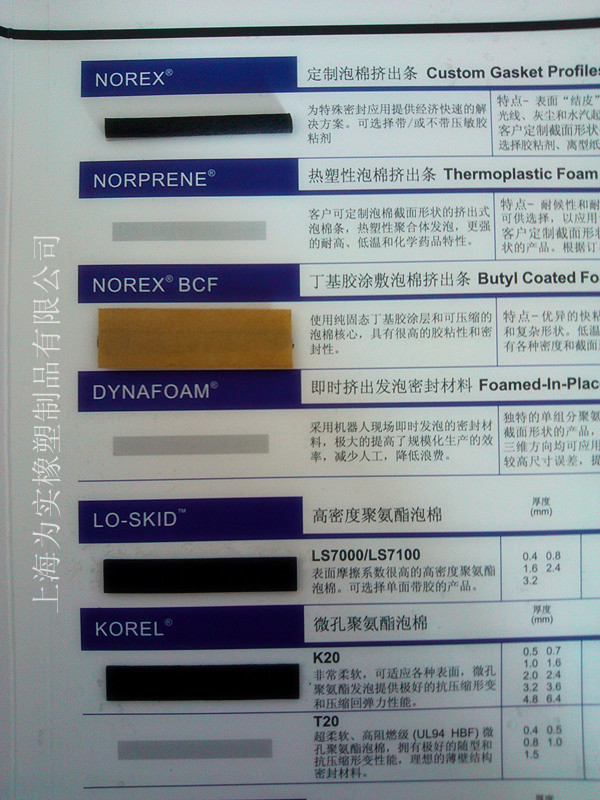 NOREX®
定制泡棉挤出条 Custom Gasket Profiles
为特殊密封应用提供经济快速的解
决方案。可选择带/或不带压敏胶
粘剂
特点- 表面“结皮”
光线、灰尘和水汽起
客户定制截面形状
选择胶粘剂、离型纸
NORPRENE®
热塑性泡棉挤出条 Thermoplastic Foam
客户可定制泡棉截面形状的挤出式
泡棉条，热塑性聚合体发泡，更强
的耐高、低温和化学药品特性。
特点- 耐候性和耐
可供选择，以应用
客户定制截面形
状的产品。根据订
NOREX® BCF
丁基胶涂敷泡棉挤出条 Butyl Coated Fo
使用纯固态丁基胶涂层和可压缩的
泡棉核心，具有很高的胶粘性和密
封性。
特点- 优异的快粘
和复杂形状。低温
有各种密度和截面
DYNAFOAM®
即时挤出发泡密封材料 Foamed-In-Plac
采用机器人现场即时发泡的密封材
料，极大的提高了规模化生产的效
率，减少人工，降低浪费。
独特的单组分聚氨
截面形状的产品，
三维方向均可应用
较高尺寸误差，提
LO-SKID™
高密度聚氨酯泡棉
厚度
(mm)
LS7000/LS7100
表面摩擦系数很高的高密度聚氨酯
泡棉。可选择单面带胶的产品。
0.4 0.8
1.6 2.4
3.2
KOREL®
微孔聚氨酯泡棉
厚度
(mm)
K20
非常柔软，可适应各种表面，微孔
聚氨酯发泡提供极好的抗压缩形变
和压缩回弹力性能。
0.5 0.7
1.0 1.6
2.0 2.4
3.2 3.6
4.8 6.4
T20
超柔软、高阻燃级 (UL94 HBF) 微
孔聚氨酯泡棉，拥有极好的随型和
抗压缩形变性能，理想的薄壁结构
密封材料。
0.4 0.5
0.8 1.0
1.5
上海为实橡塑制品有限公司